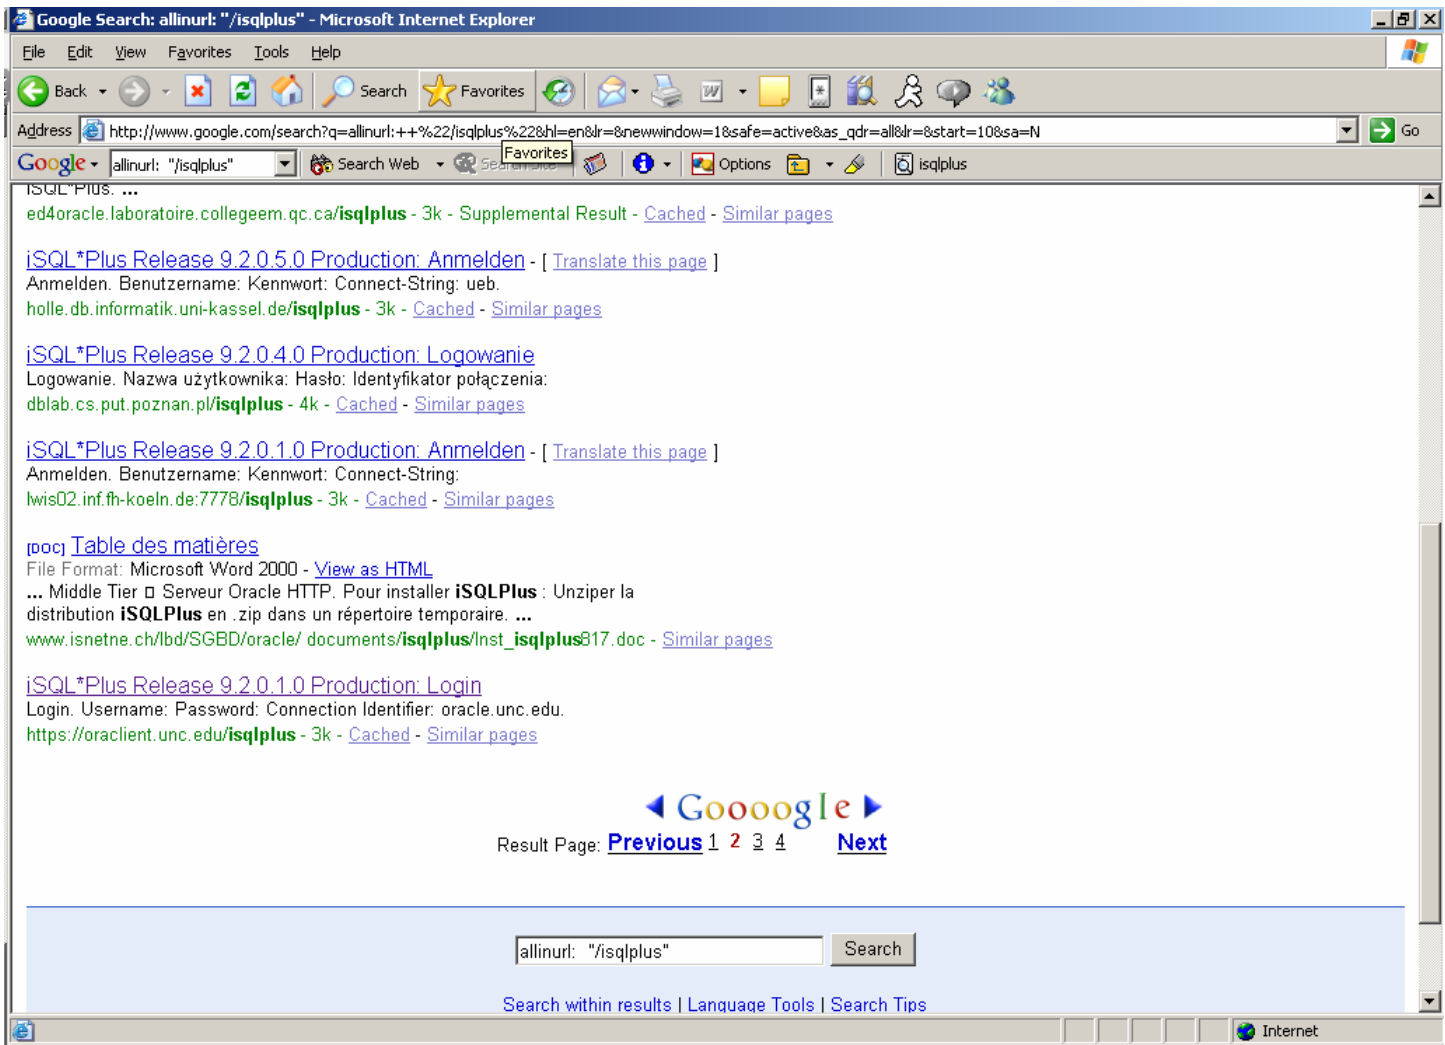 Google Search: allinurl: "/isqlplus" - Microsoft Internet Explorer
File Edit View Favorites Tools Help
Back Search Favorites
Address http://www.google.com/search?q=allinurl:++%22/isqlplus%22&hl=en&lr=&newwindow=1&safe=active&as_qdr=all&lr=&start=10&sa=N Go
Google allinurl: "/isqlplus" Search Web Options isqlplus
Favorites
iSQL*Plus. ...
ed4oracle.laboratoire.collegeem.qc.ca/isqlplus - 3k - Supplemental Result - Cached - Similar pages
iSQL*Plus Release 9.2.0.5.0 Production: Anmelden - [ Translate this page ]
Anmelden. Benutzername: Kennwort: Connect-String: ueb.
holle.db.informatik.uni-kassel.de/isqlplus - 3k - Cached - Similar pages
iSQL*Plus Release 9.2.0.4.0 Production: Logowanie
Logowanie. Nazwa użytkownika: Hasło: Identyfikator połączenia:
dblab.cs.put.poznan.pl/isqlplus - 4k - Cached - Similar pages
iSQL*Plus Release 9.2.0.1.0 Production: Anmelden - [ Translate this page ]
Anmelden. Benutzername: Kennwort: Connect-String:
lwis02.inf.fh-koeln.de:7778/isqlplus - 3k - Cached - Similar pages
[DOC] Table des matières
File Format: Microsoft Word 2000 - View as HTML
... Middle Tier □ Serveur Oracle HTTP. Pour installer iSQLPlus : Unziper la
distribution iSQLPlus en .zip dans un répertoire temporaire. ...
www.isnetne.ch/lbd/SGBD/oracle/ documents/isqlplus/Inst_isqlplus817.doc - Similar pages
iSQL*Plus Release 9.2.0.1.0 Production: Login
Login. Username: Password: Connection Identifier: oracle.unc.edu.
https://oraclient.unc.edu/isqlplus - 3k - Cached - Similar pages
Goooogle
Result Page: Previous 1 2 3 4 Next
allinurl: "/isqlplus" Search
Search within results | Language Tools | Search Tips
Internet